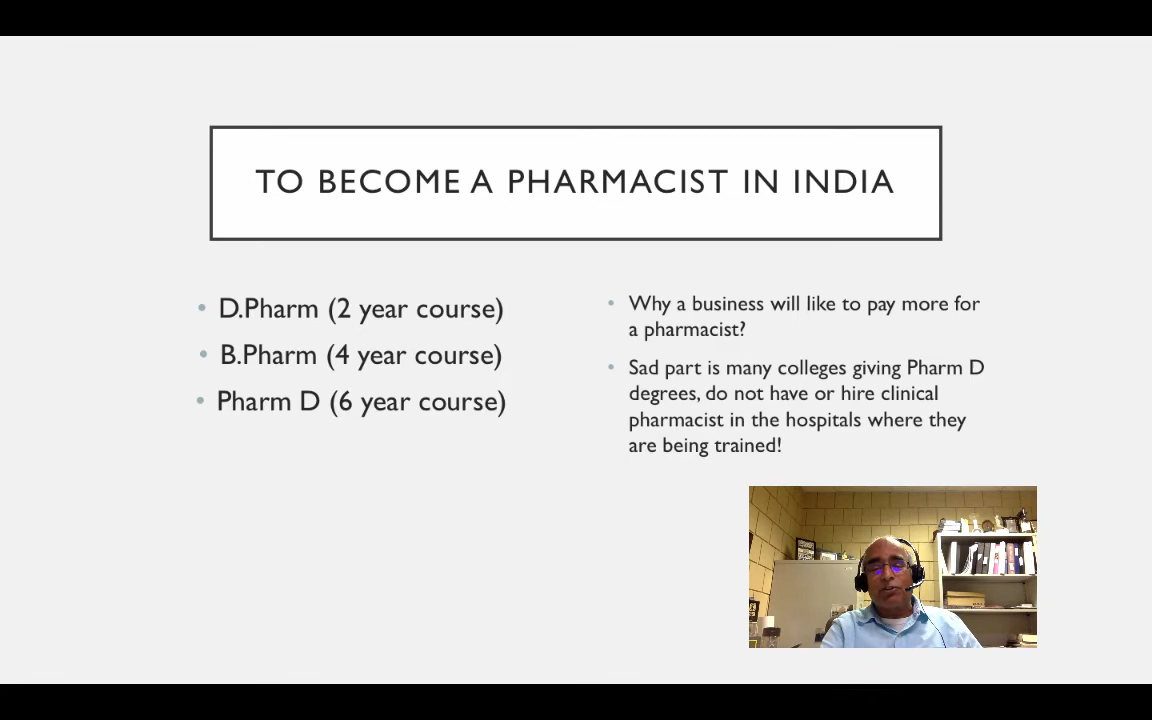 TO BECOME A PHARMACIST IN INDIA
• D.Pharm (2 year course)
• B.Pharm (4 year course)
• Pharm D (6 year course)
• Why a business will like to pay more for
a pharmacist?
• Sad part is many colleges giving Pharm D
degrees, do not have or hire clinical
pharmacist in the hospitals where they
are being trained!